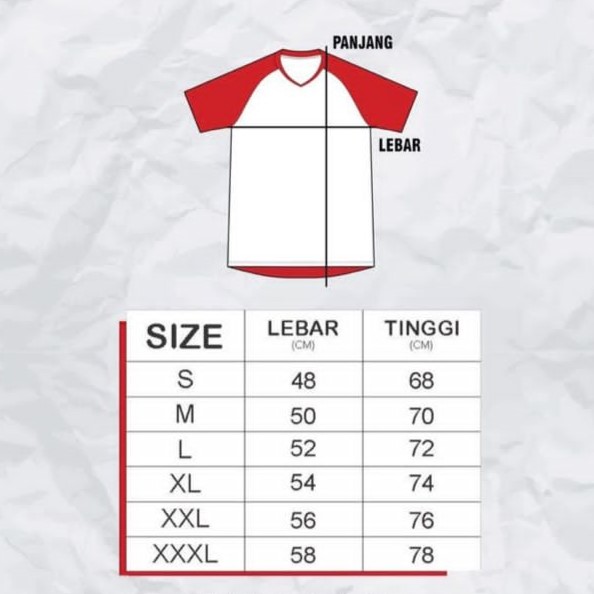 PANJANG
LEBAR
SIZE LEBAR (CM) TINGGI (CM)
S 48 68
M 50 70
L 52 72
XL 54 74
XXL 56 76
XXXL 58 78